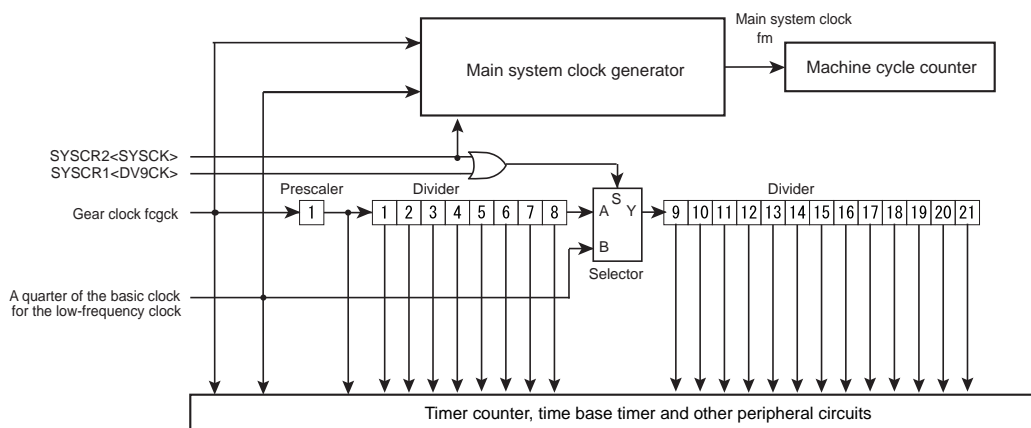 Main system clock
fm
Main system clock generator
Machine cycle counter
SYSCR2<SYSCK>
SYSCR1<DV9CK>
Prescaler
Divider
S
Divider
Gear clock fcgck
1
1 2 3 4 5 6 7 8
A
Y
9 10 11 12 13 14 15 16 17 18 19 20 21
B
Selector
A quarter of the basic clock
for the low-frequency clock
Timer counter, time base timer and other peripheral circuits